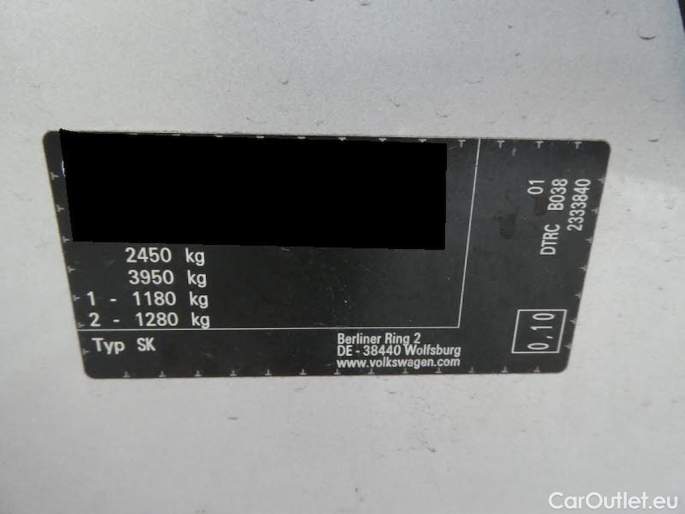 2450 kg
3950 kg
1 - 1180 kg
2 - 1280 kg
Typ SK
Berliner Ring 2
DE - 38440 Wolfsburg
www.volkswagen.com
01
DTRC B038
2333840
0,10
CarOutlet.eu